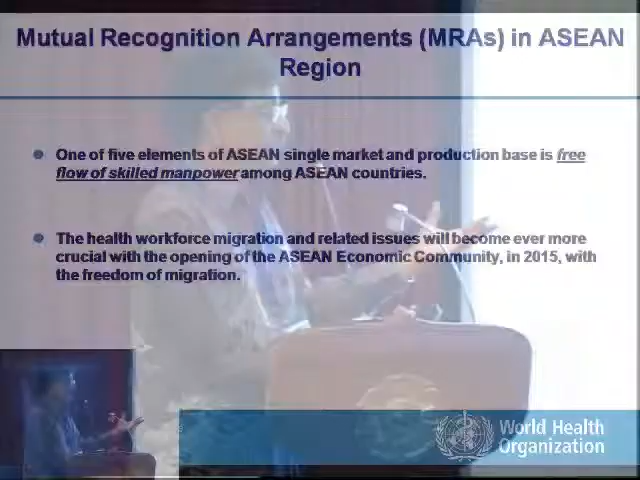 Mutual Recognition Arrangements (MRAs) in ASEAN
Region
One of five elements of ASEAN single market and production base is free
flow of skilled manpower among ASEAN countries.
The health workforce migration and related issues will become ever more
crucial with the opening of the ASEAN Economic Community, in 2015, with
the freedom of migration.
World Health
Organization